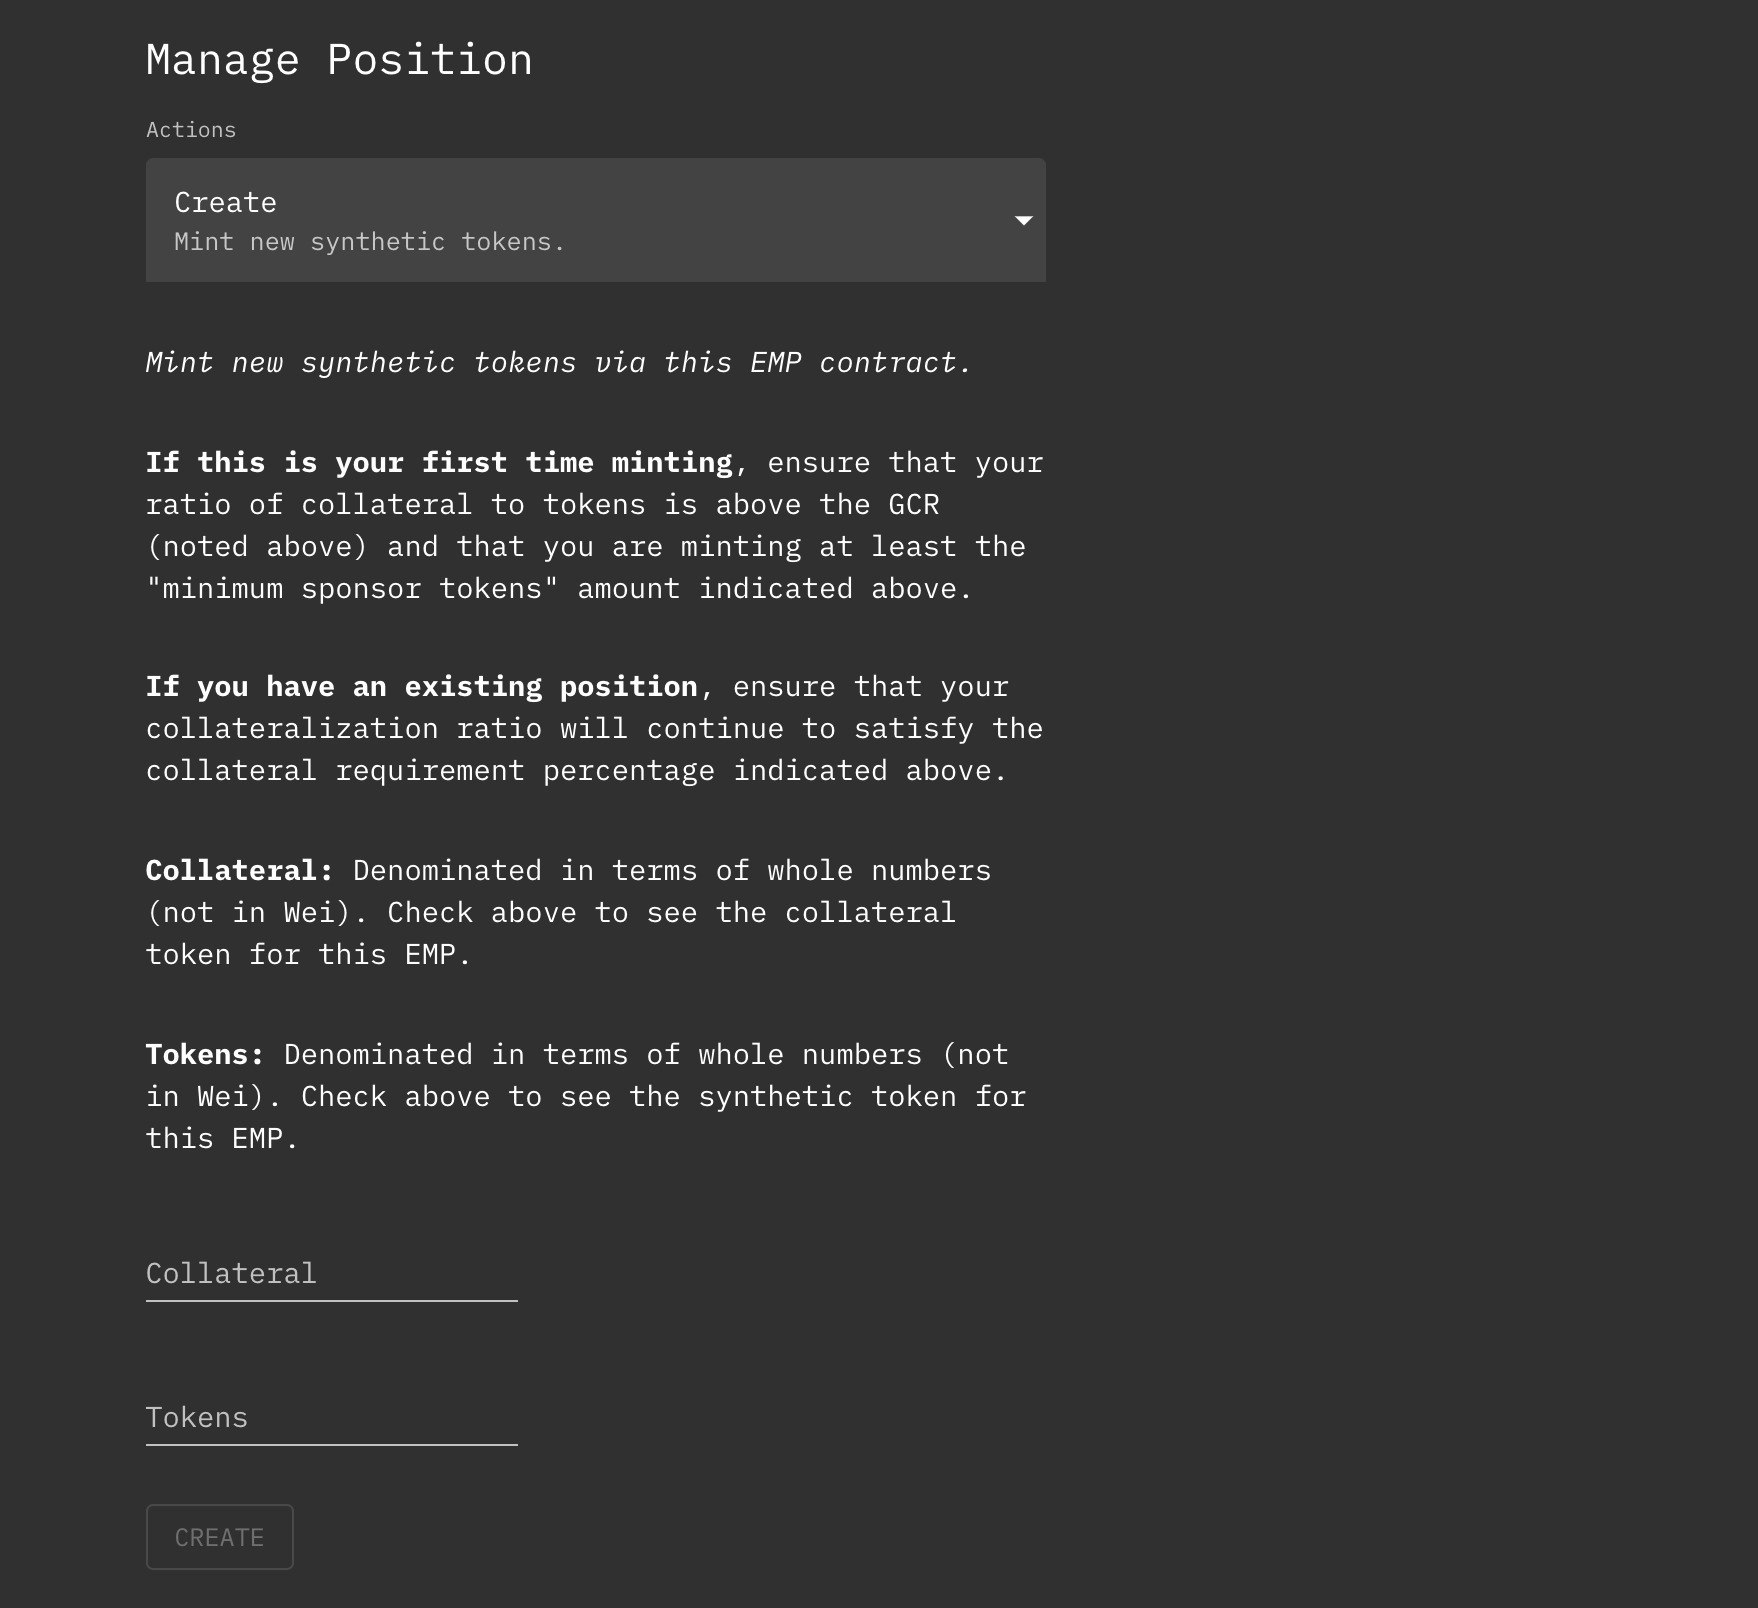 Manage Position
Actions
Create
Mint new synthetic tokens.
Mint new synthetic tokens via this EMP contract.
If this is your first time minting, ensure that your
ratio of collateral to tokens is above the GCR
(noted above) and that you are minting at least the
"minimum sponsor tokens" amount indicated above.
If you have an existing position, ensure that your
collateralization ratio will continue to satisfy the
collateral requirement percentage indicated above.
Collateral: Denominated in terms of whole numbers
(not in Wei). Check above to see the collateral
token for this EMP.
Tokens: Denominated in terms of whole numbers (not
in Wei). Check above to see the synthetic token for
this EMP.
Collateral
Tokens
CREATE